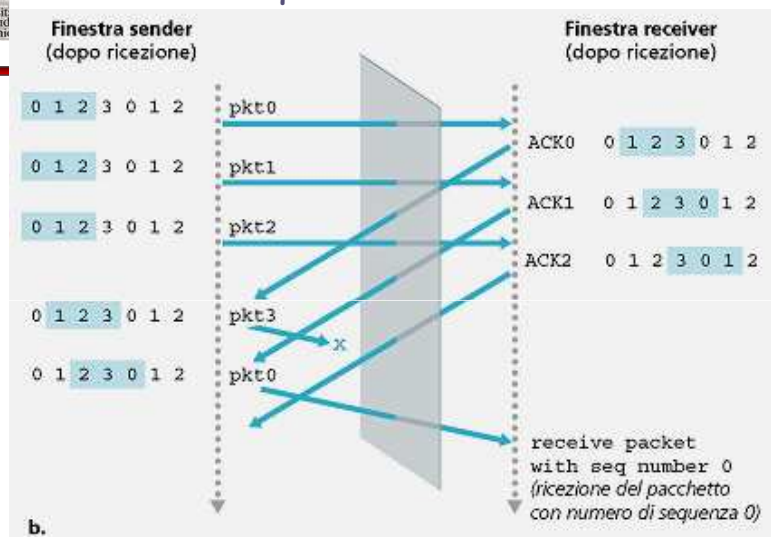 Finestra sender
(dopo ricezione)
Finestra receiver
(dopo ricezione)
0 1 2 3 0 1 2
pkt0
ACK0 0 1 2 3 0 1 2
0 1 2 3 0 1 2
pkt1
ACK1 0 1 2 3 0 1 2
0 1 2 3 0 1 2
pkt2
ACK2 0 1 2 3 0 1 2
0 1 2 3 0 1 2
pkt3
x
0 1 2 3 0 1 2
pkt0
receive packet
with seq number 0
(ricezione del pacchetto
con numero di sequenza 0)
b.